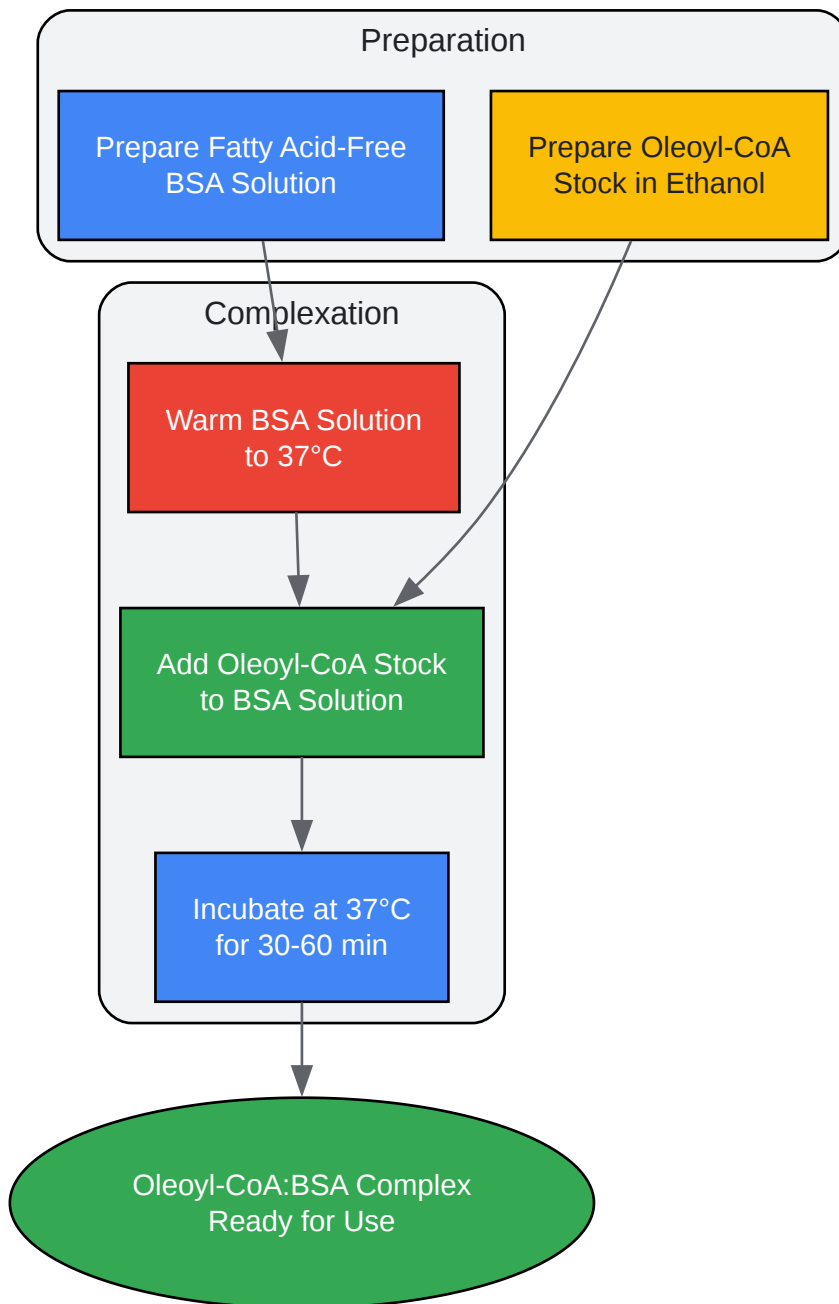 Preparation
Prepare Fatty Acid-Free
BSA Solution
Prepare Oleoyl-CoA
Stock in Ethanol
Complexation
Warm BSA Solution
to 37°C
Add Oleoyl-CoA Stock
to BSA Solution
Incubate at 37°C
for 30-60 min
Oleoyl-CoA:BSA Complex
Ready for Use